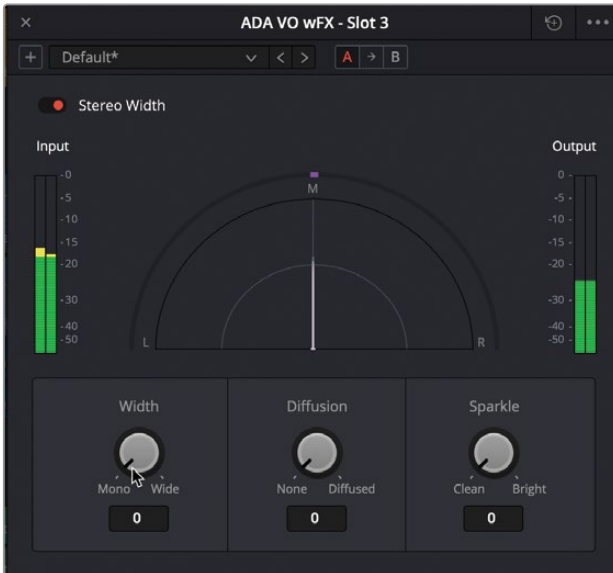 ADA VO wFX - Slot 3
Default*
A
B
Stereo Width
Input
Output
-0
-5
-10
-15
-20
-30
-40
-50
M
L
R
0 -
-5 -
-10 -
-15 -
-20 -
-30 -
-40 -
-50 -
Width
Diffusion
Sparkle
Mono
Wide
None
Diffused
Clean
Bright
0
0
0